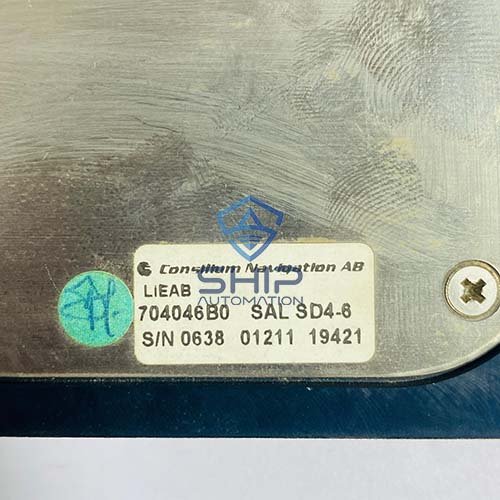 Consilium Navigation AB
LiEAB
SHIP
AUTOMATION
704046B0 SAL SD4-6
S/N 0638 01211 19421